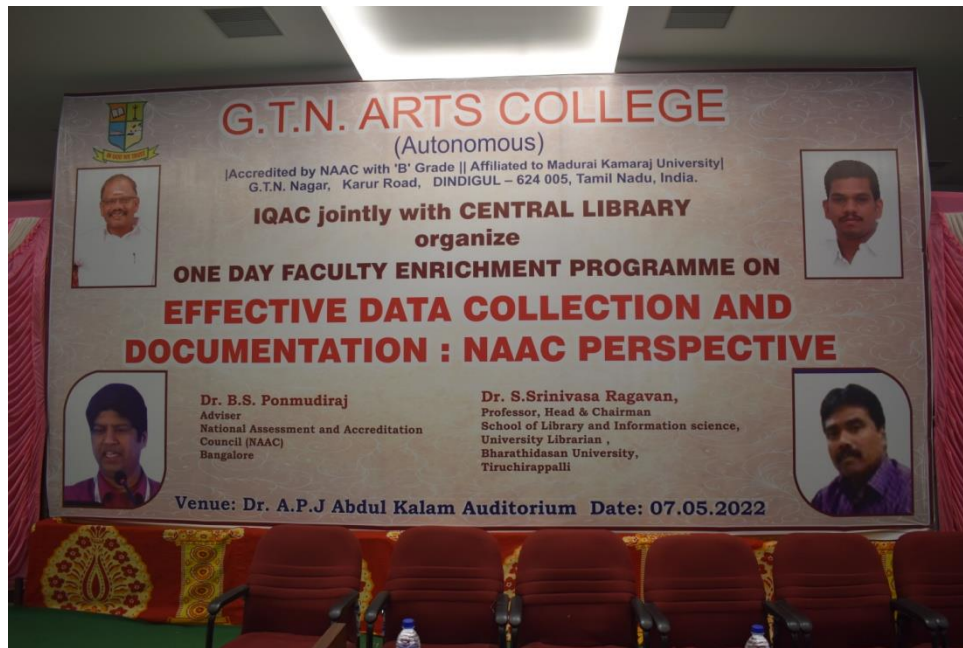 G.T.N. ARTS COLLEGE
(Autonomous)
|Accredited by NAAC with 'B' Grade || Affiliated to Madurai Kamaraj University|
G.T.N. Nagar, Karur Road, DINDIGUL – 624 005, Tamil Nadu, India.
IQAC jointly with CENTRAL LIBRARY
organize
ONE DAY FACULTY ENRICHMENT PROGRAMME ON
EFFECTIVE DATA COLLECTION AND
DOCUMENTATION : NAAC PERSPECTIVE
Dr. B.S. Ponmudiraj
Adviser
National Assessment and Accreditation
Council (NAAC)
Bangalore
Dr. S.Srinivasa Ragavan,
Professor, Head & Chairman
School of Library and Information science,
University Librarian ,
Bharathidasan University,
Tiruchirappalli
Venue: Dr. A.P.J Abdul Kalam Auditorium Date: 07.05.2022